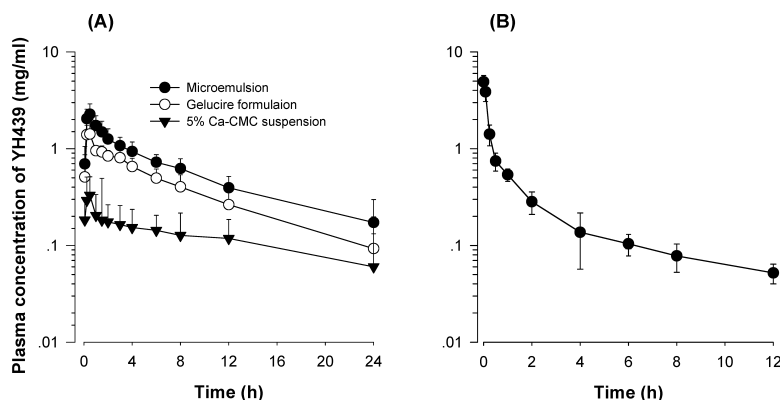 (A)
(B)
Plasma concentration of YH439 (mg/ml)
10
1
.1
.01
Microemulsion
Gelucire formulaion
5% Ca-CMC suspension
0 4 8 12 16 20 24
Time (h)
10
1
.1
.01
0 2 4 6 8 10 12
Time (h)